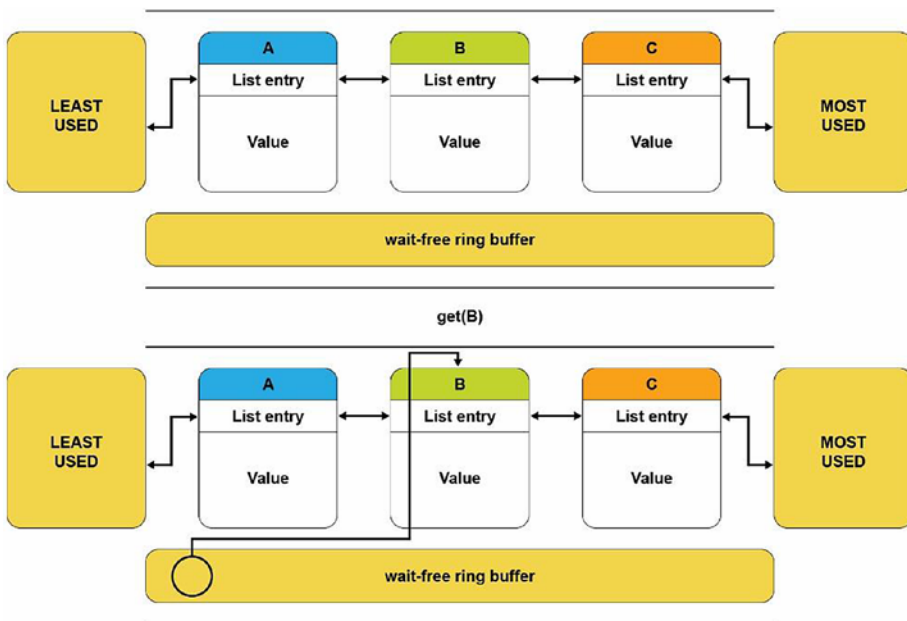 A
B
C
LEAST
USED
List entry
List entry
List entry
MOST
USED
Value
Value
Value
wait-free ring buffer
get(B)
A
B
C
LEAST
USED
List entry
List entry
List entry
MOST
USED
Value
Value
Value
wait-free ring buffer